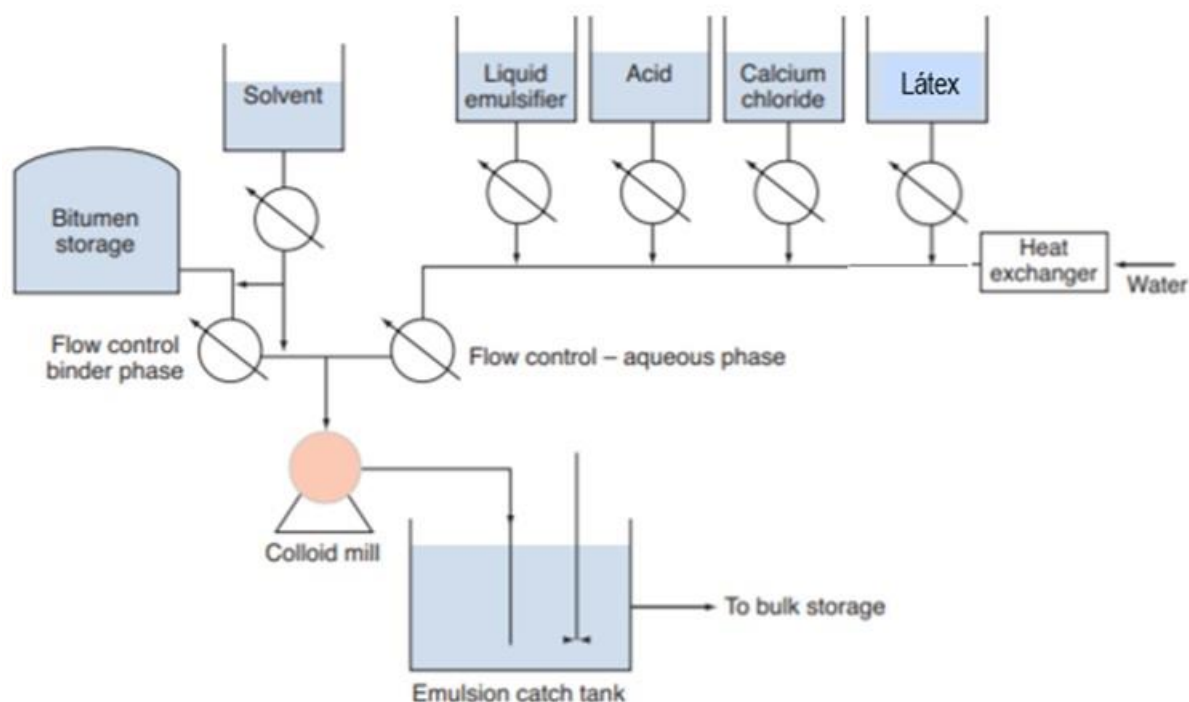 Solvent
Liquid
emulsifier
Acid
Calcium
chloride
Látex
Bitumen
storage
Heat
exchanger
Water
Flow control
binder phase
Flow control – aqueous phase
Colloid mill
To bulk storage
Emulsion catch tank